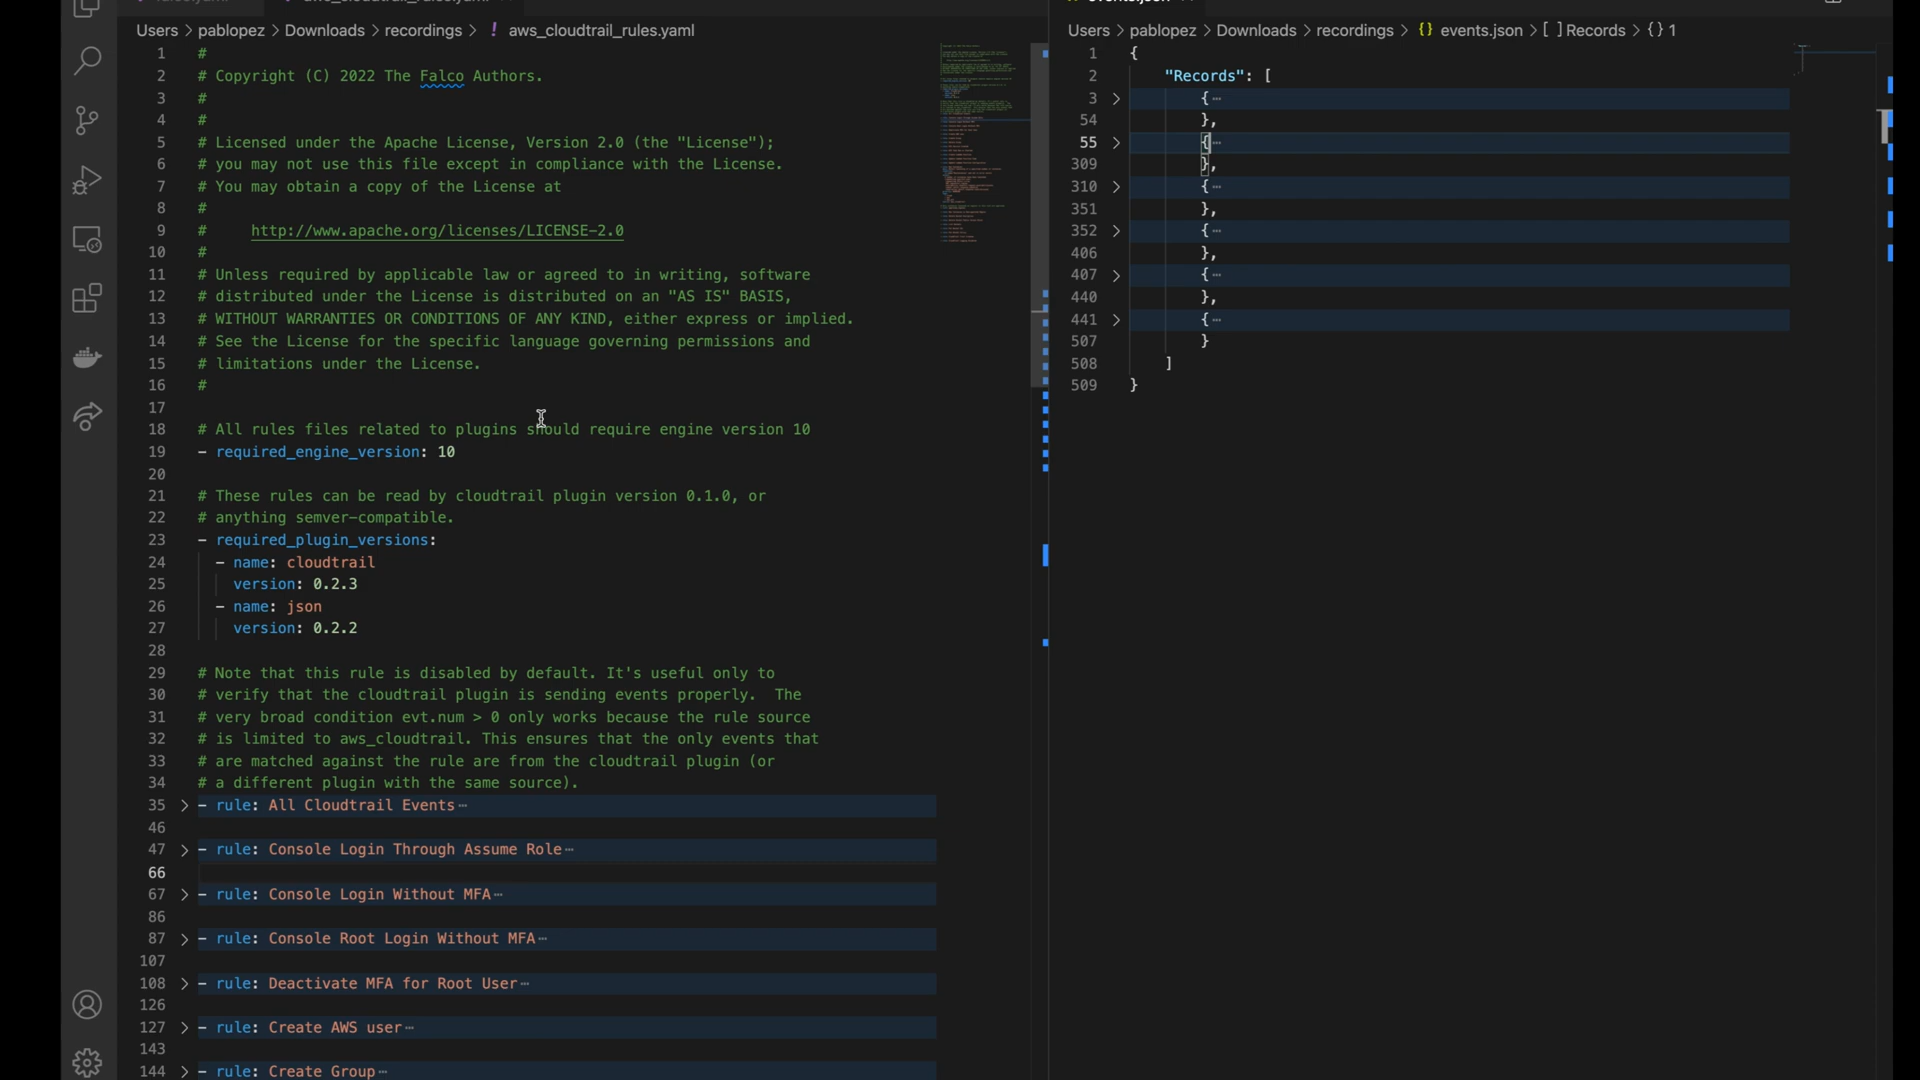 Users > pablopez > Downloads > recordings > ! aws_cloudtrail_rules.yaml
1 #
2 # Copyright (C) 2022 The Falco Authors.
3 #
4 #
5 # Licensed under the Apache License, Version 2.0 (the "License");
6 # you may not use this file except in compliance with the License.
7 # You may obtain a copy of the License at
8 #
9 #     http://www.apache.org/licenses/LICENSE-2.0
10 #
11 # Unless required by applicable law or agreed to in writing, software
12 # distributed under the License is distributed on an "AS IS" BASIS,
13 # WITHOUT WARRANTIES OR CONDITIONS OF ANY KIND, either express or implied.
14 # See the License for the specific language governing permissions and
15 # limitations under the License.
16 #
17
18 # All rules files related to plugins should require engine version 10
19 - required_engine_version: 10
20
21 # These rules can be read by cloudtrail plugin version 0.1.0, or
22 # anything semver-compatible.
23 - required_plugin_versions:
24   - name: cloudtrail
25     version: 0.2.3
26   - name: json
27     version: 0.2.2
28
29 # Note that this rule is disabled by default. It's useful only to
30 # verify that the cloudtrail plugin is sending events properly.  The
31 # very broad condition evt.num > 0 only works because the rule source
32 # is limited to aws_cloudtrail. This ensures that the only events that
33 # are matched against the rule are from the cloudtrail plugin (or
34 # a different plugin with the same source).
35 > - rule: All Cloudtrail Events…
46
47 > - rule: Console Login Through Assume Role…
66
67 > - rule: Console Login Without MFA…
86
87 > - rule: Console Root Login Without MFA…
107
108 > - rule: Deactivate MFA for Root User…
126
127 > - rule: Create AWS user…
143
144 > - rule: Create Group…
Users > pablopez > Downloads > recordings > {} events.json > [ ] Records > {} 1
1 {
2     "Records": [
3 >         {…
54         },
55 >         {…
309         },
310 >         {…
351         },
352 >         {…
406         },
407 >         {…
440         },
441 >         {…
507         }
508     ]
509 }